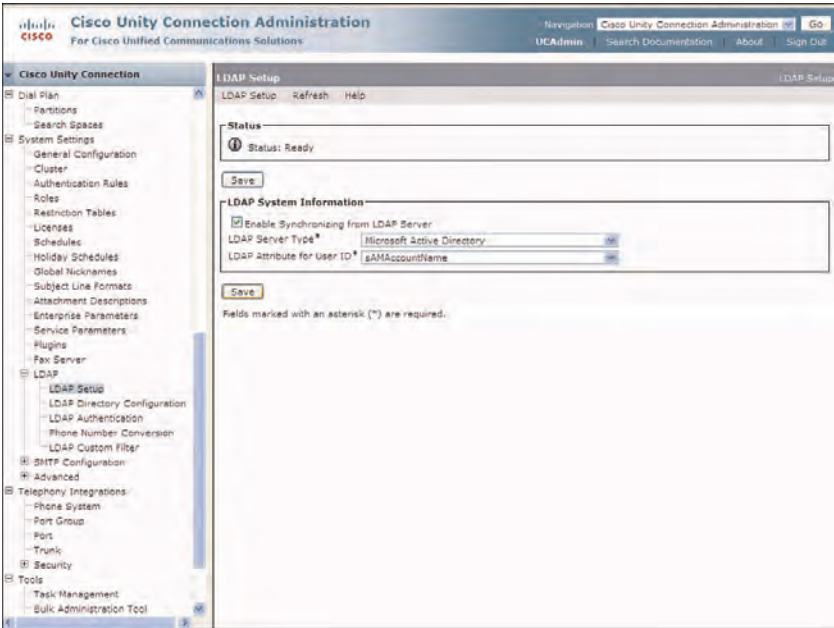 cisco
Cisco Unity Connection Administration
For Cisco Unified Communications Solutions
Navigation Cisco Unity Connection Administration Go
UCAdmin Search Documentation About Sign Out
Cisco Unity Connection
Dial Plan
Partitions
Search Spaces
System Settings
General Configuration
Cluster
Authentication Rules
Roles
Restriction Tables
Licenses
Schedules
Holiday Schedules
Global Nicknames
Subject Line Formats
Attachment Descriptions
Enterprise Parameters
Service Parameters
Plugins
Fax Server
LDAP
LDAP Setup
LDAP Directory Configuration
LDAP Authentication
Phone Number Conversion
LDAP Custom Filter
SMTP Configuration
Advanced
Telephony Integrations
Phone System
Port Group
Port
Trunk
Security
Tools
Task Management
Bulk Administration Tool
LDAP Setup
LDAP Setup
LDAP Setup Refresh Help
Status
Status: Ready
Save
LDAP System Information
Enable Synchronizing from LDAP Server
LDAP Server Type* Microsoft Active Directory
LDAP Attribute for User ID* sAMAccountName
Save
Fields marked with an asterisk (*) are required.